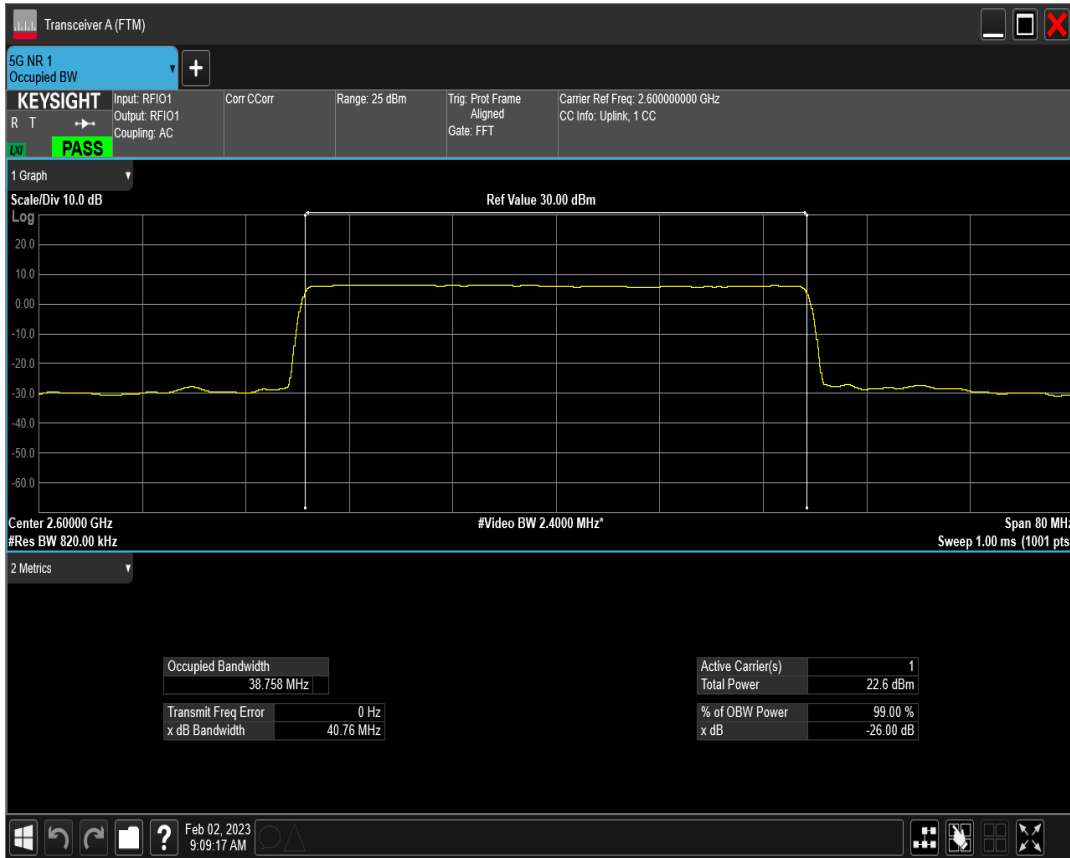 Transceiver A (FTM)
5G NR 1
Occupied BW
+
KEYSIGHT
R T
LXI
PASS
Input: RFIO1
Output: RFIO1
Coupling: AC
Corr CCorr
Range: 25 dBm
Trig: Prot Frame
Aligned
Gate: FFT
Carrier Ref Freq: 2.600000000 GHz
CC Info: Uplink, 1 CC
1 Graph
Scale/Div 10.0 dB
Ref Value 30.00 dBm
Log
20.0
10.0
0.00
-10.0
-20.0
-30.0
-40.0
-50.0
-60.0
Center 2.60000 GHz
#Video BW 2.4000 MHz*
Span 80 MHz
#Res BW 820.00 kHz
Sweep 1.00 ms (1001 pts
2 Metrics
Occupied Bandwidth
38.758 MHz
Transmit Freq Error 0 Hz
x dB Bandwidth 40.76 MHz
Active Carrier(s) 1
Total Power 22.6 dBm
% of OBW Power 99.00 %
x dB -26.00 dB
?
Feb 02, 2023
9:09:17 AM